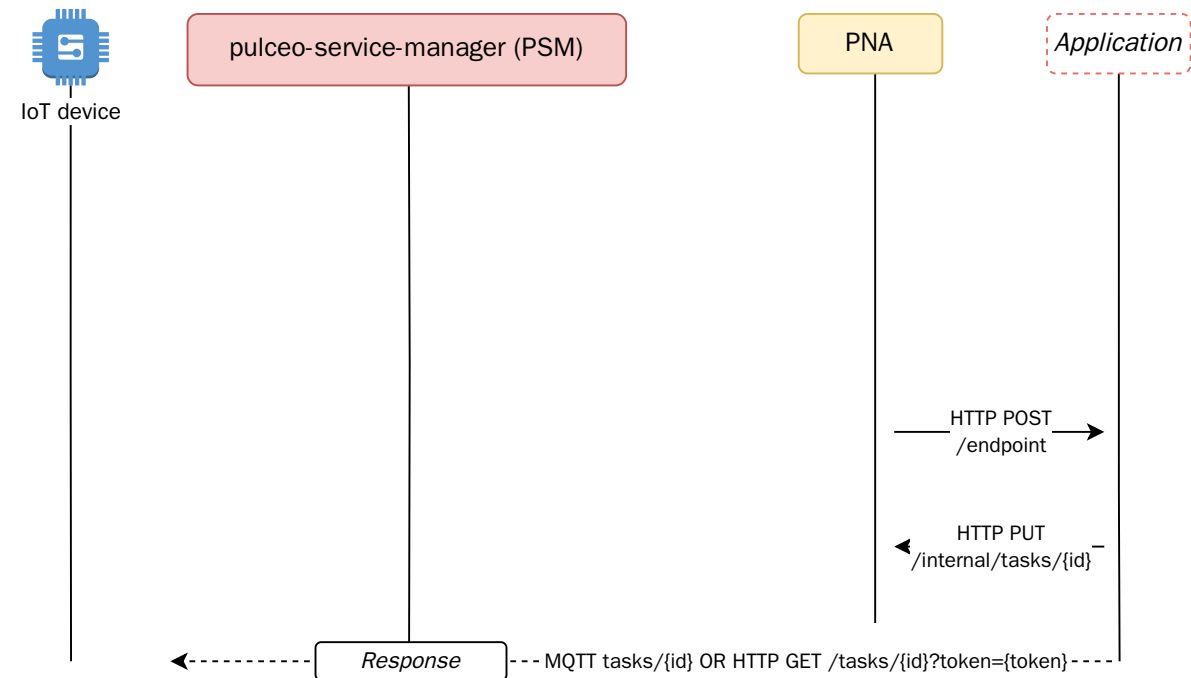 IoT device
pulceo-service-manager (PSM)
PNA
Application
HTTP POST
/endpoint
HTTP PUT
/internal/tasks/{id}
Response
MQTT tasks/{id} OR HTTP GET /tasks/{id}?token={token}